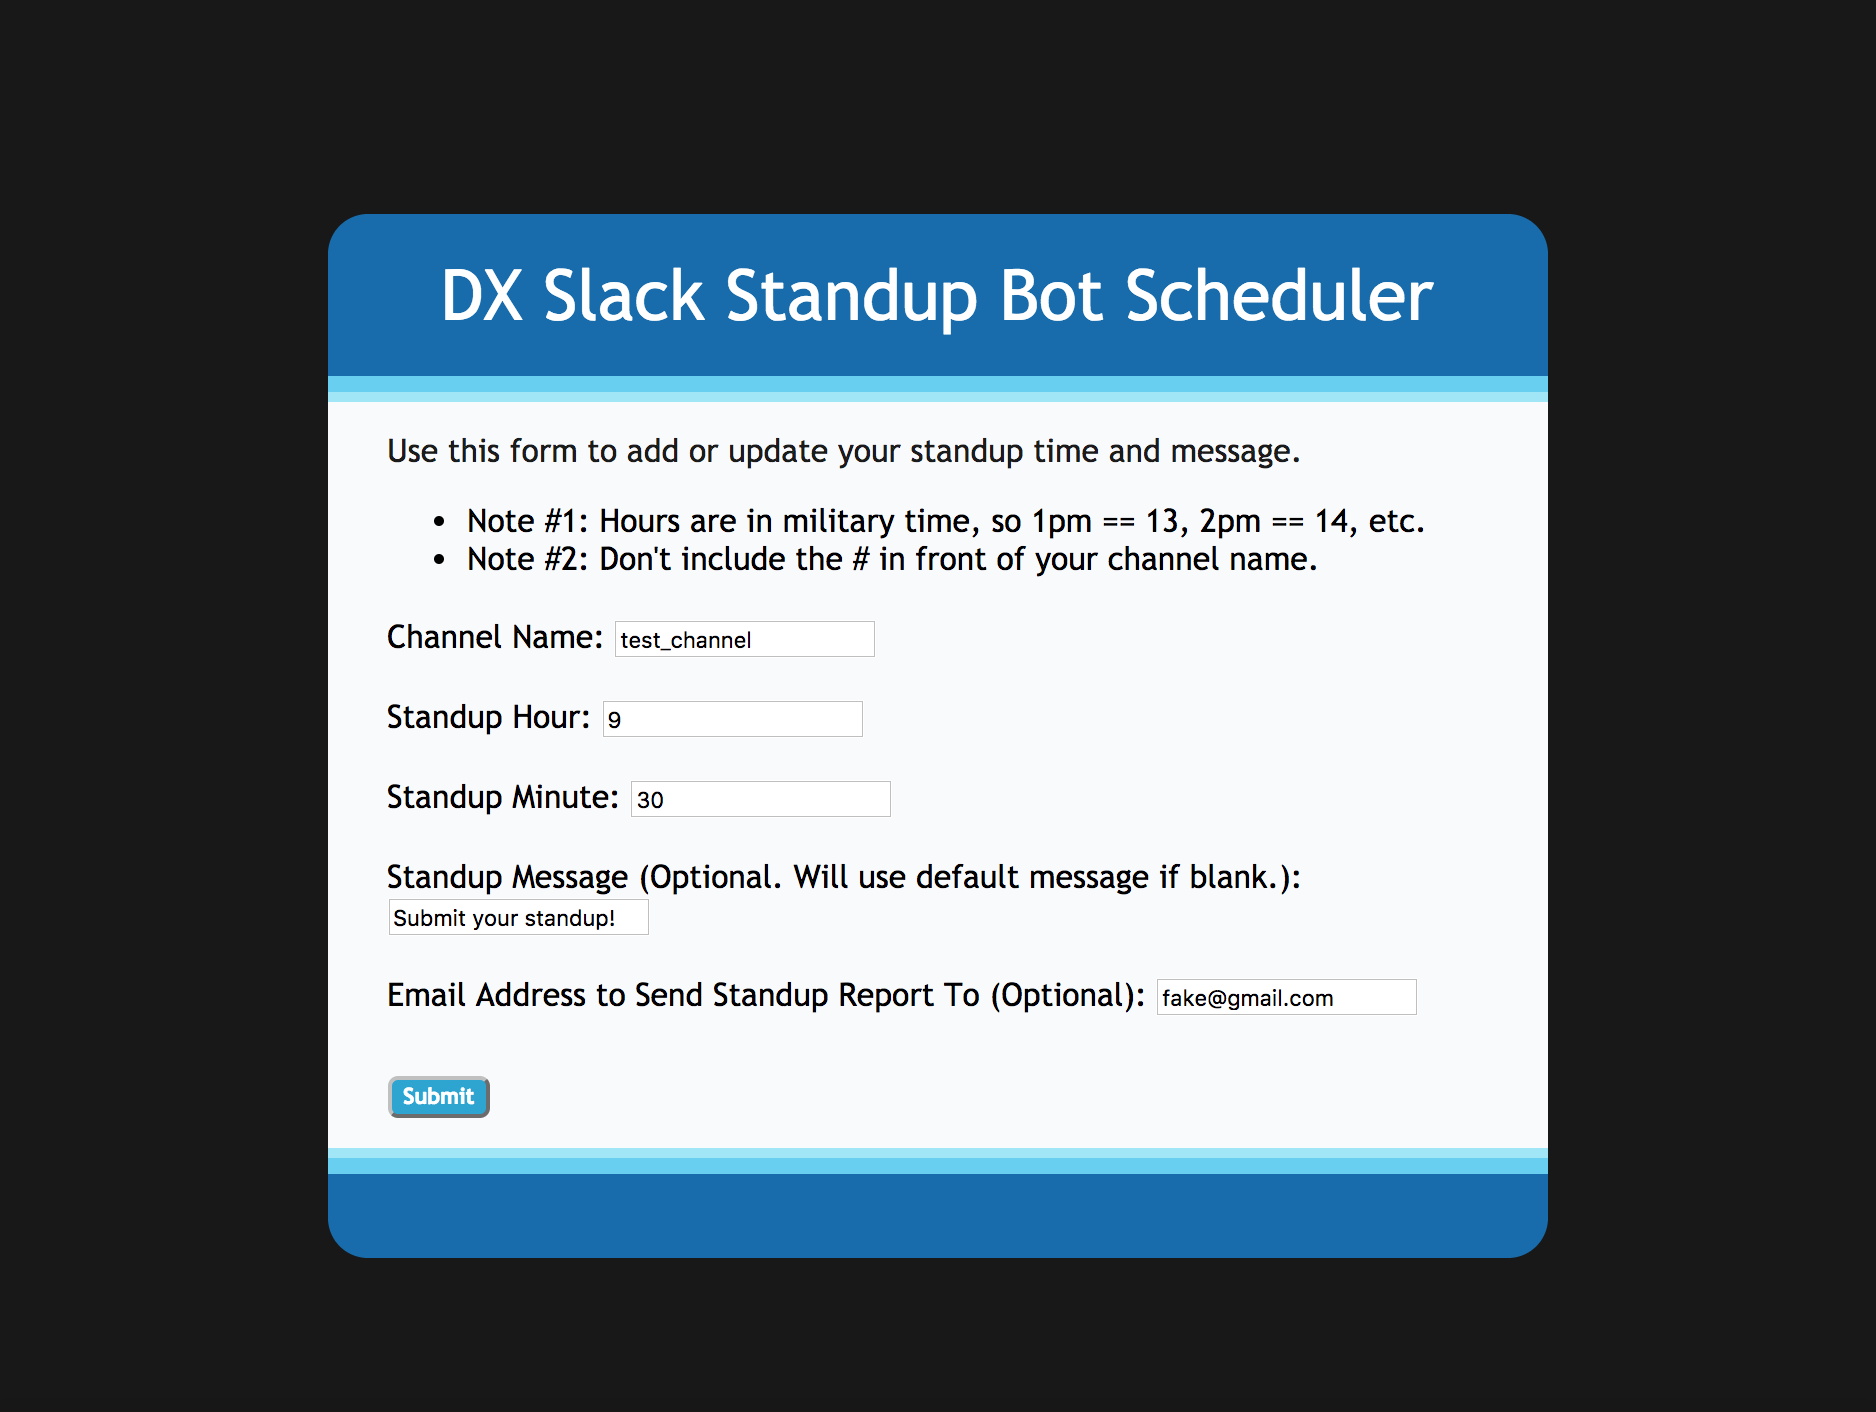 DX Slack Standup Bot Scheduler
Use this form to add or update your standup time and message.
• Note #1: Hours are in military time, so 1pm == 13, 2pm == 14, etc.
• Note #2: Don't include the # in front of your channel name.
Channel Name: test_channel
Standup Hour: 9
Standup Minute: 30
Standup Message (Optional. Will use default message if blank.):
Submit your standup!
Email Address to Send Standup Report To (Optional): fake@gmail.com
Submit